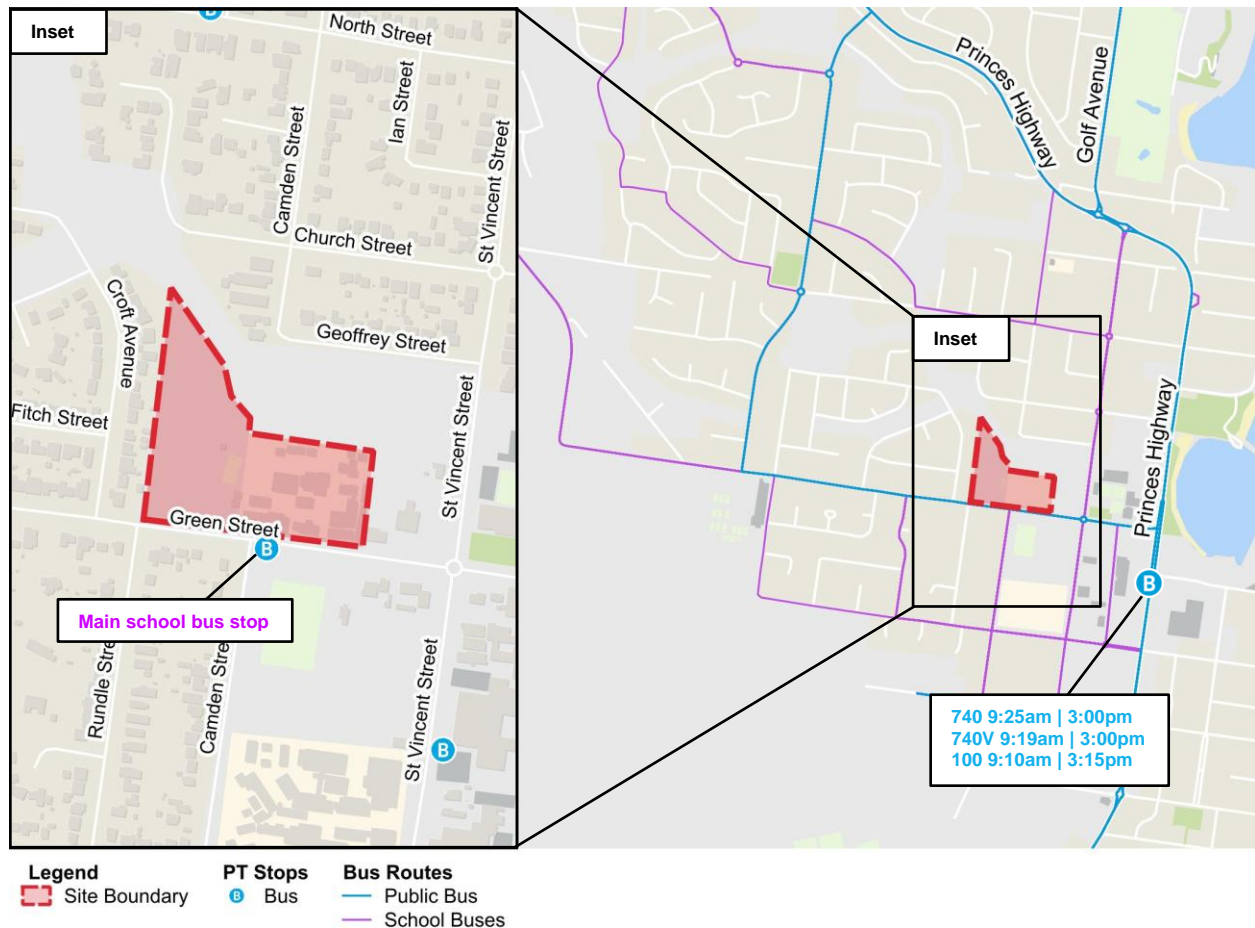 Inset
North Street
Ian Street
Camden Street
St Vincent Street
Church Street
Croft Avenue
Geoffrey Street
Fitch Street
St Vincent Street
Green Street
B
Main school bus stop
Rundle Stre
Camden Stre
St Vincent Street
B
Princes Highway
Golf Avenue
Inset
Princes Highway
B
740 9:25am | 3:00pm
740V 9:19am | 3:00pm
100 9:10am | 3:15pm
Legend
Site Boundary
PT Stops
B Bus
Bus Routes
Public Bus
School Buses